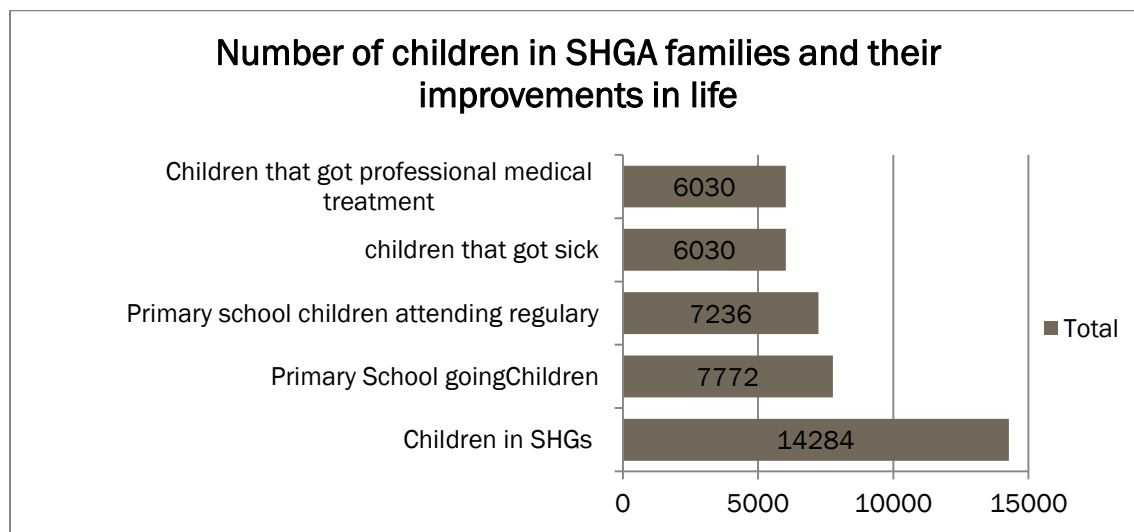 Number of children in SHGA families and their
improvements in life
Children that got professional medical
treatment
6030
children that got sick
6030
Primary school children attending regulary
7236
Primary School goingChildren
7772
Children in SHGs
14284
0 5000 10000 15000
Total